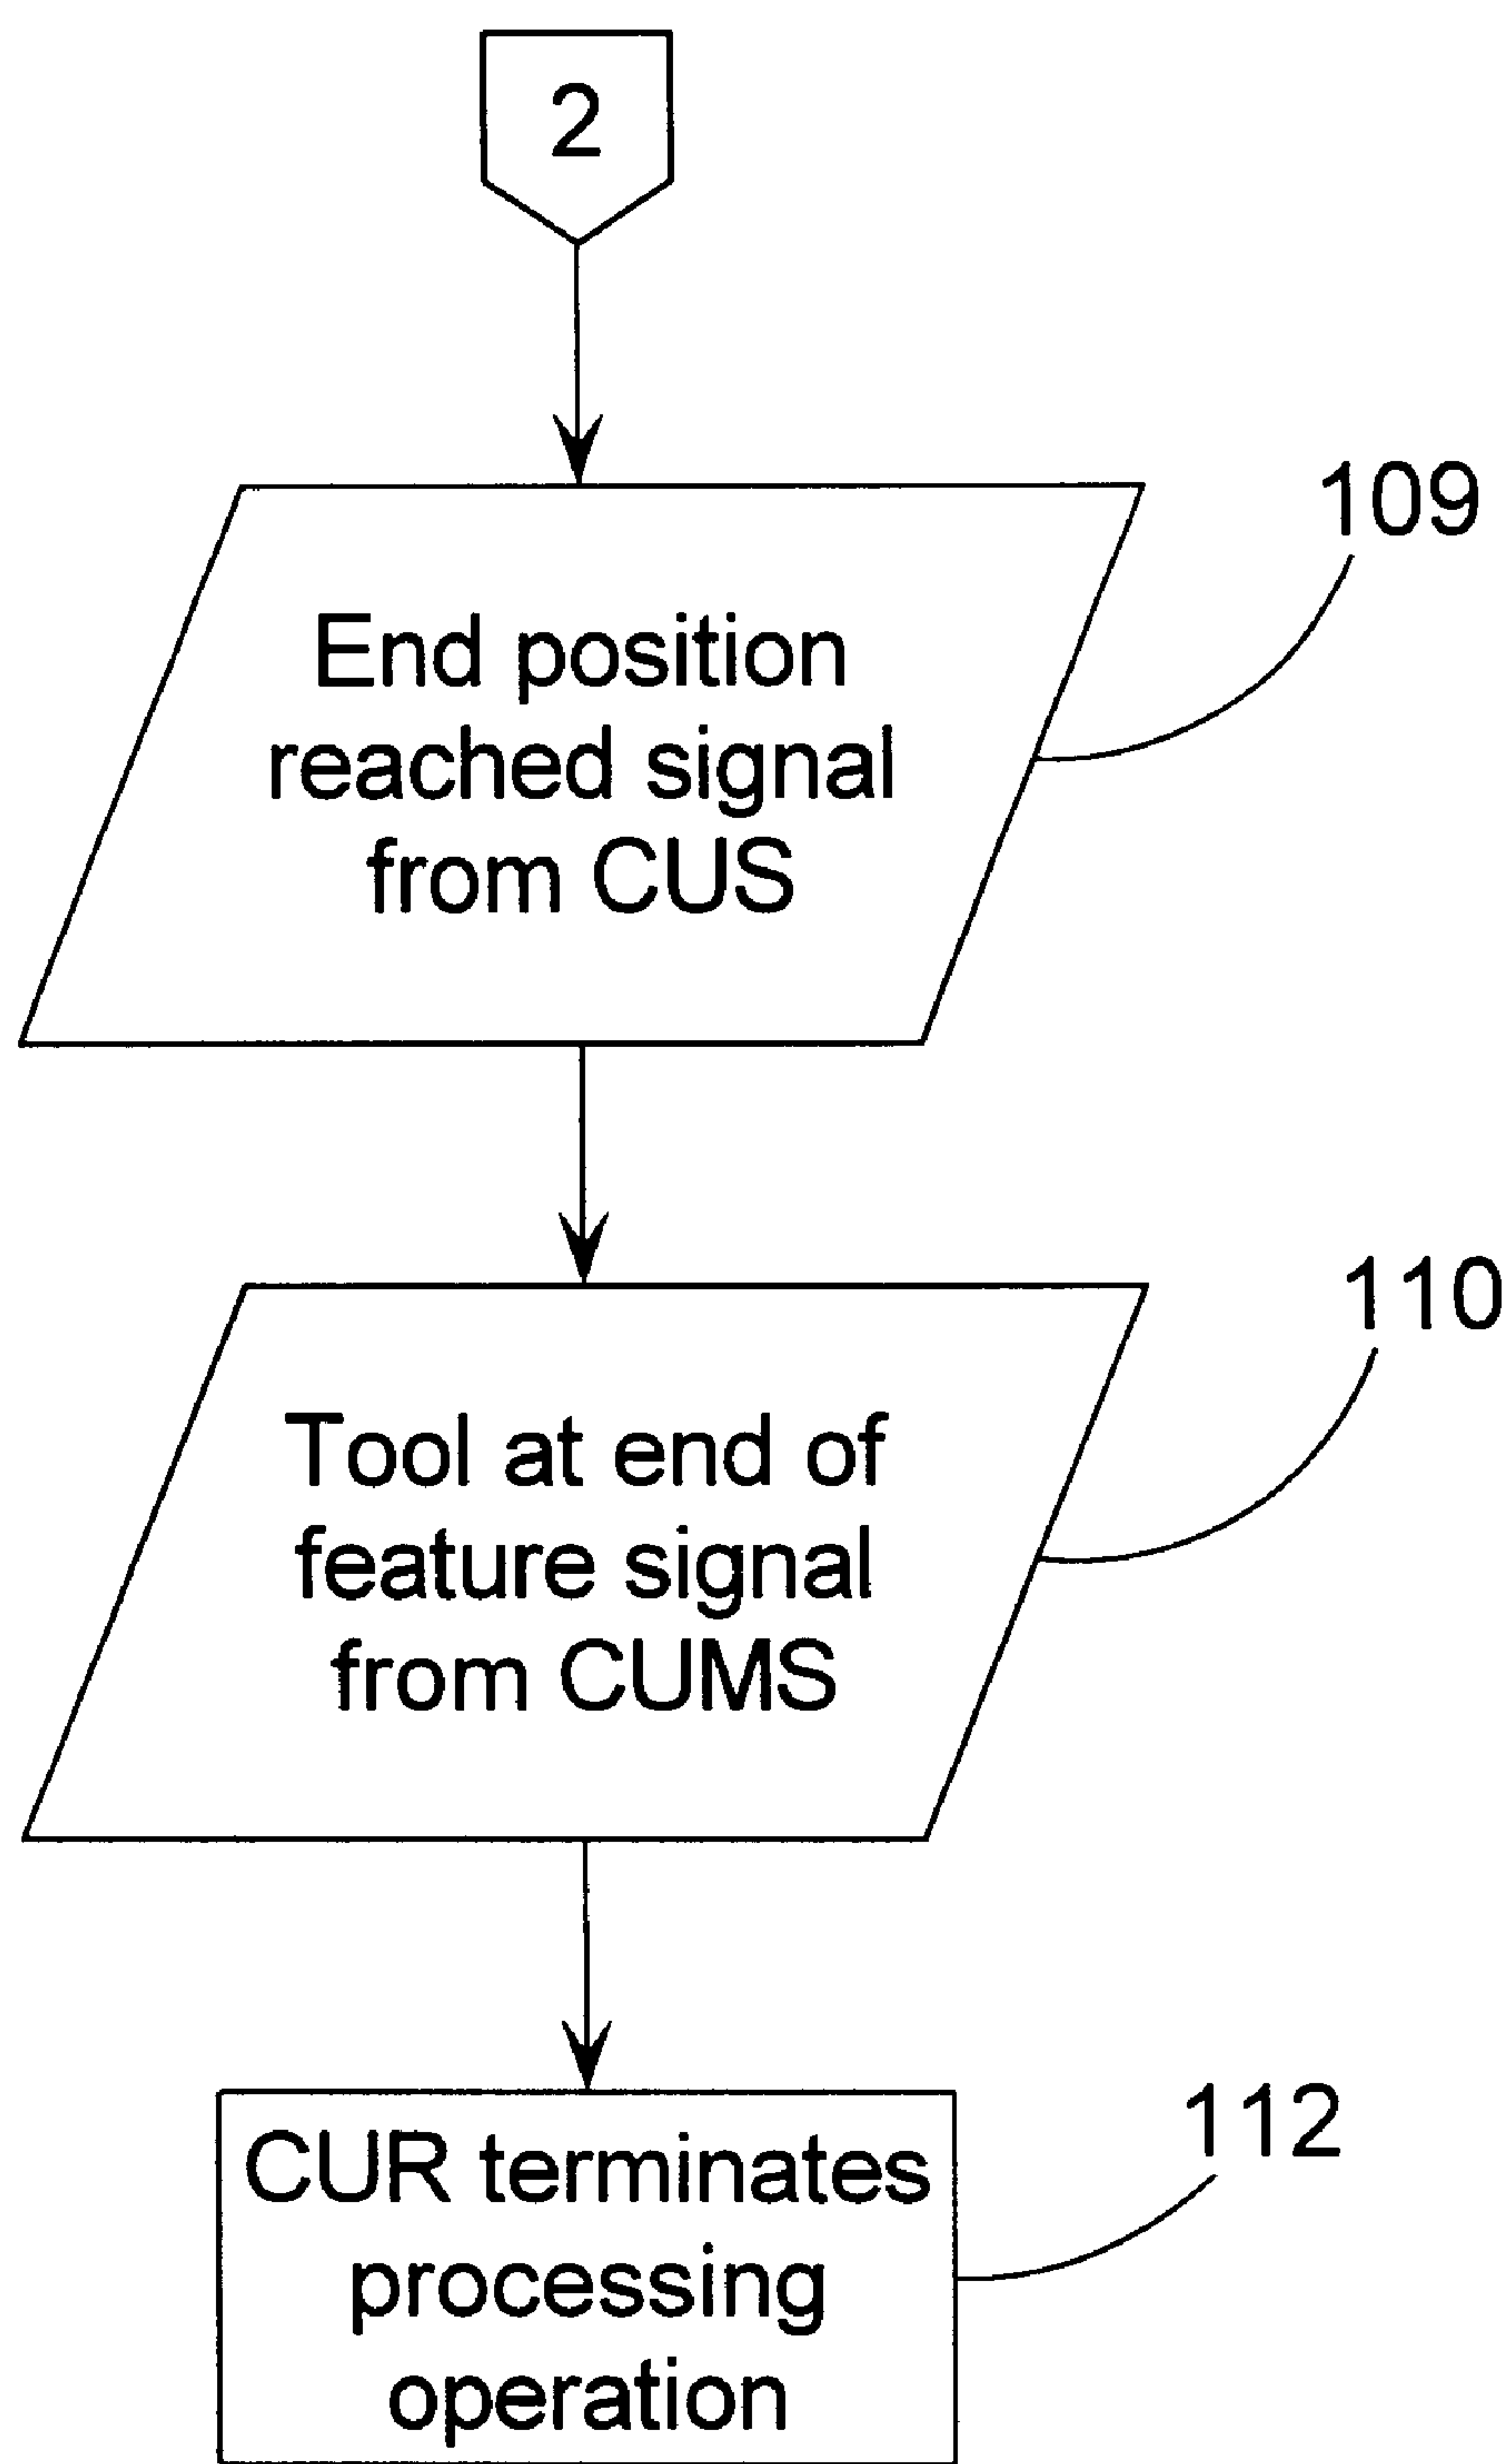 2
109
End position
reached signal
from CUS
110
Tool at end of
feature signal
from CUMS
112
CUR terminates
processing
operation